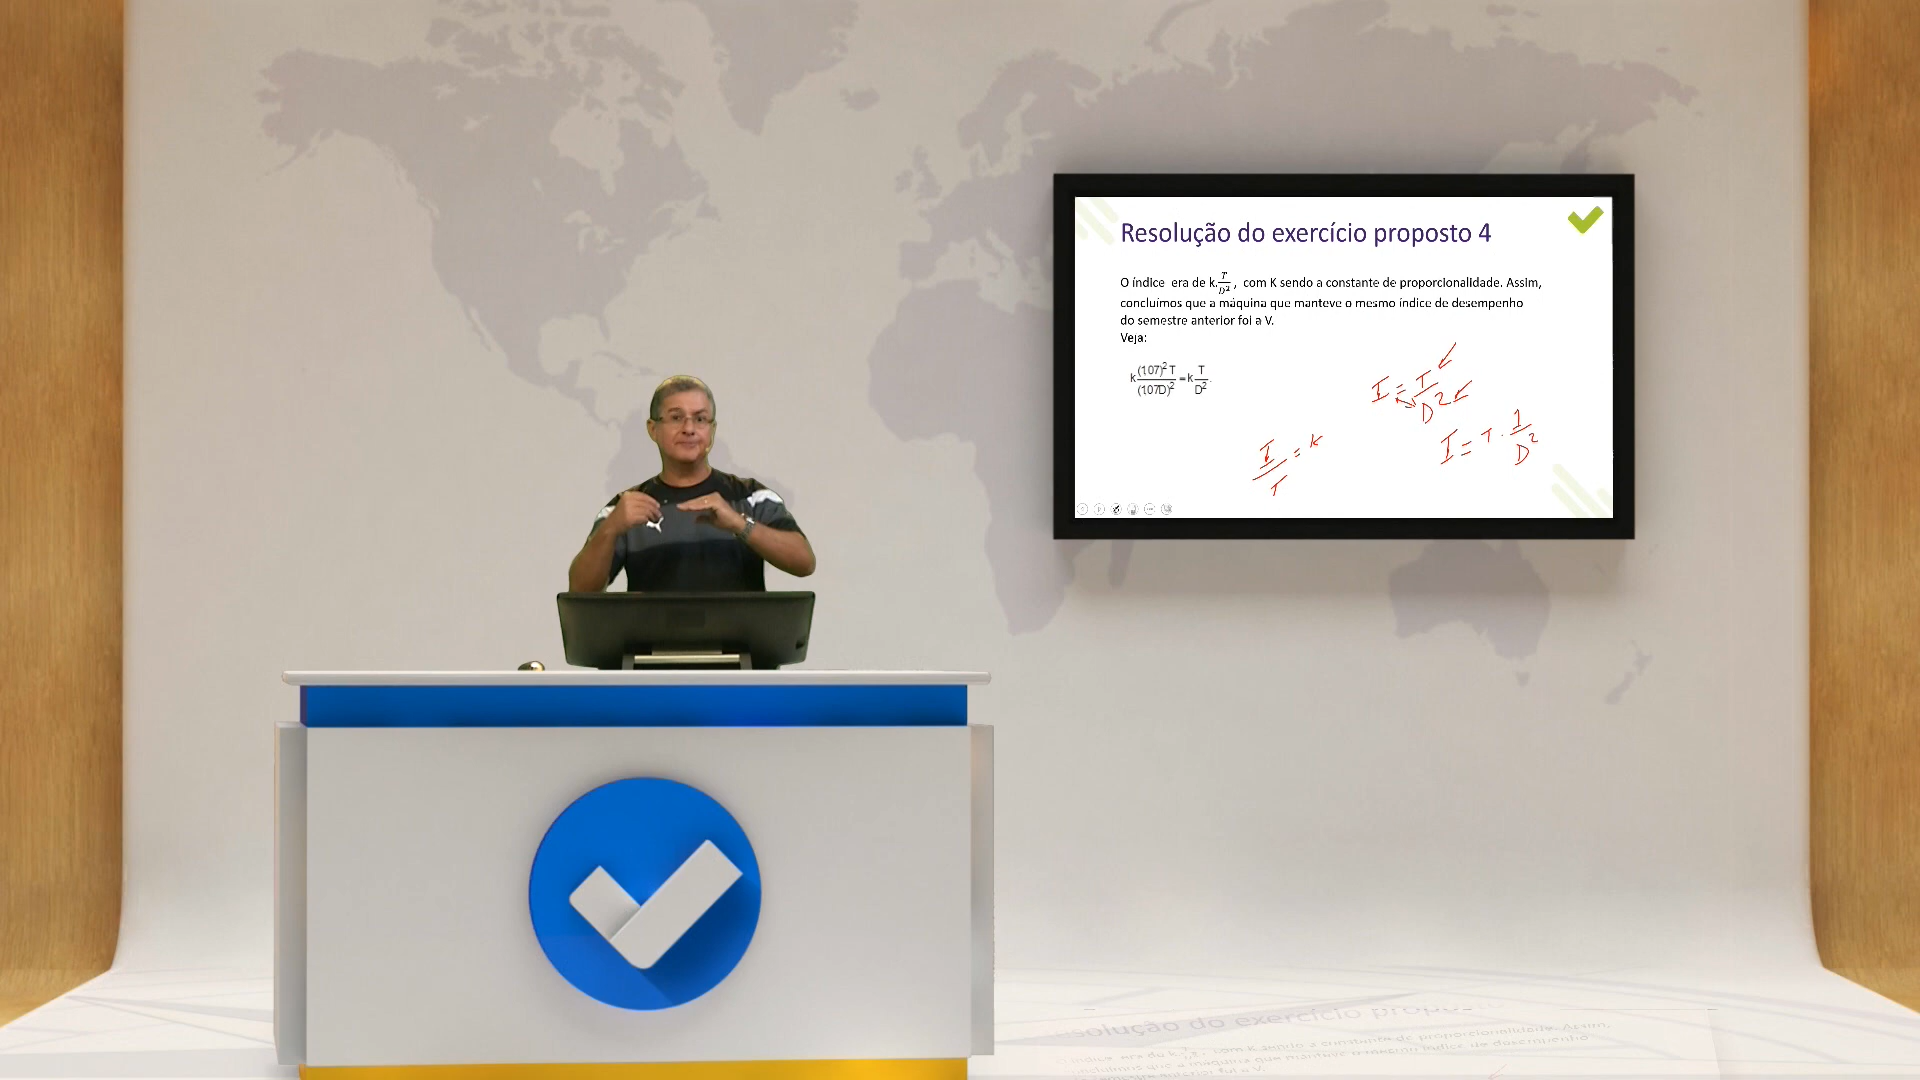 Resolução do exercício proposto 4
O índice era de k.T/D², com K sendo a constante de proporcionalidade. Assim,
concluímos que a máquina que manteve o mesmo índice de desempenho
do semestre anterior foi a V.
Veja:
k(107)²T/(107D)² = k T/D².
I = T/D²
I = T . 1/D²
I/T = k